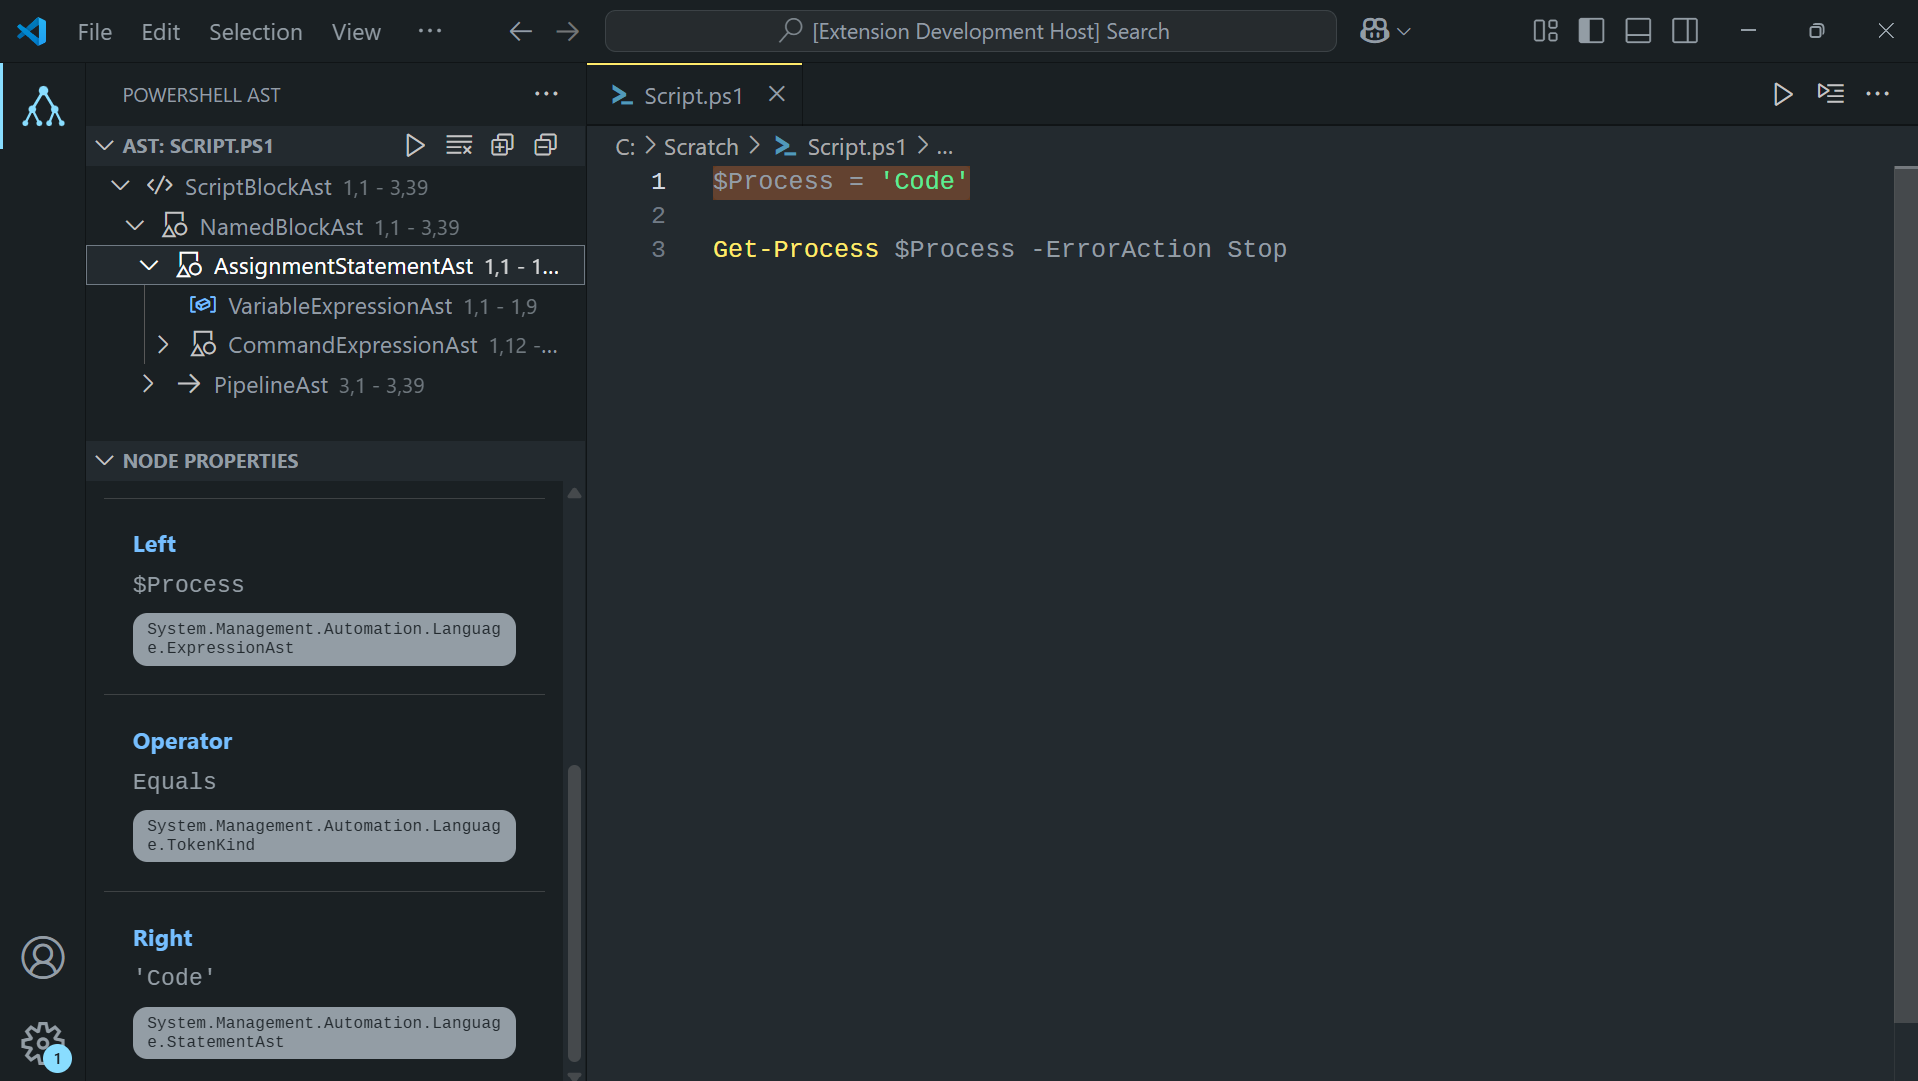 File Edit Selection View ··· [Extension Development Host] Search
POWERSHELL AST ···
AST: SCRIPT.PS1
ScriptBlockAst 1,1 - 3,39
NamedBlockAst 1,1 - 3,39
AssignmentStatementAst 1,1 - 1...
VariableExpressionAst 1,1 - 1,9
CommandExpressionAst 1,12 -...
PipelineAst 3,1 - 3,39
NODE PROPERTIES
Left
$Process
System.Management.Automation.Languag
e.ExpressionAst
Operator
Equals
System.Management.Automation.Languag
e.TokenKind
Right
'Code'
System.Management.Automation.Languag
e.StatementAst
1
Script.ps1
C: > Scratch > Script.ps1 > ...
1 $Process = 'Code'
2
3 Get-Process $Process -ErrorAction Stop